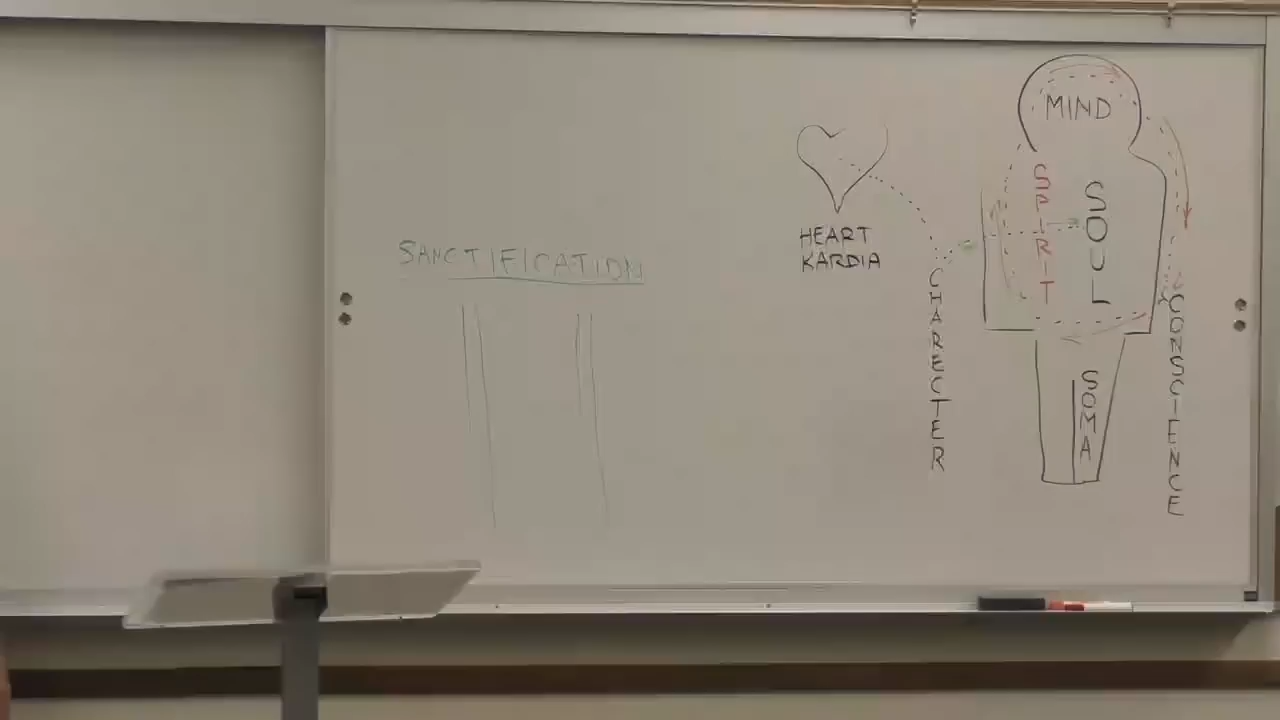 SANCTIFICATION
HEART
KARDIA
CHARECTER
MIND
SPIRIT
SOUL
SOMA
CONSCIENCE